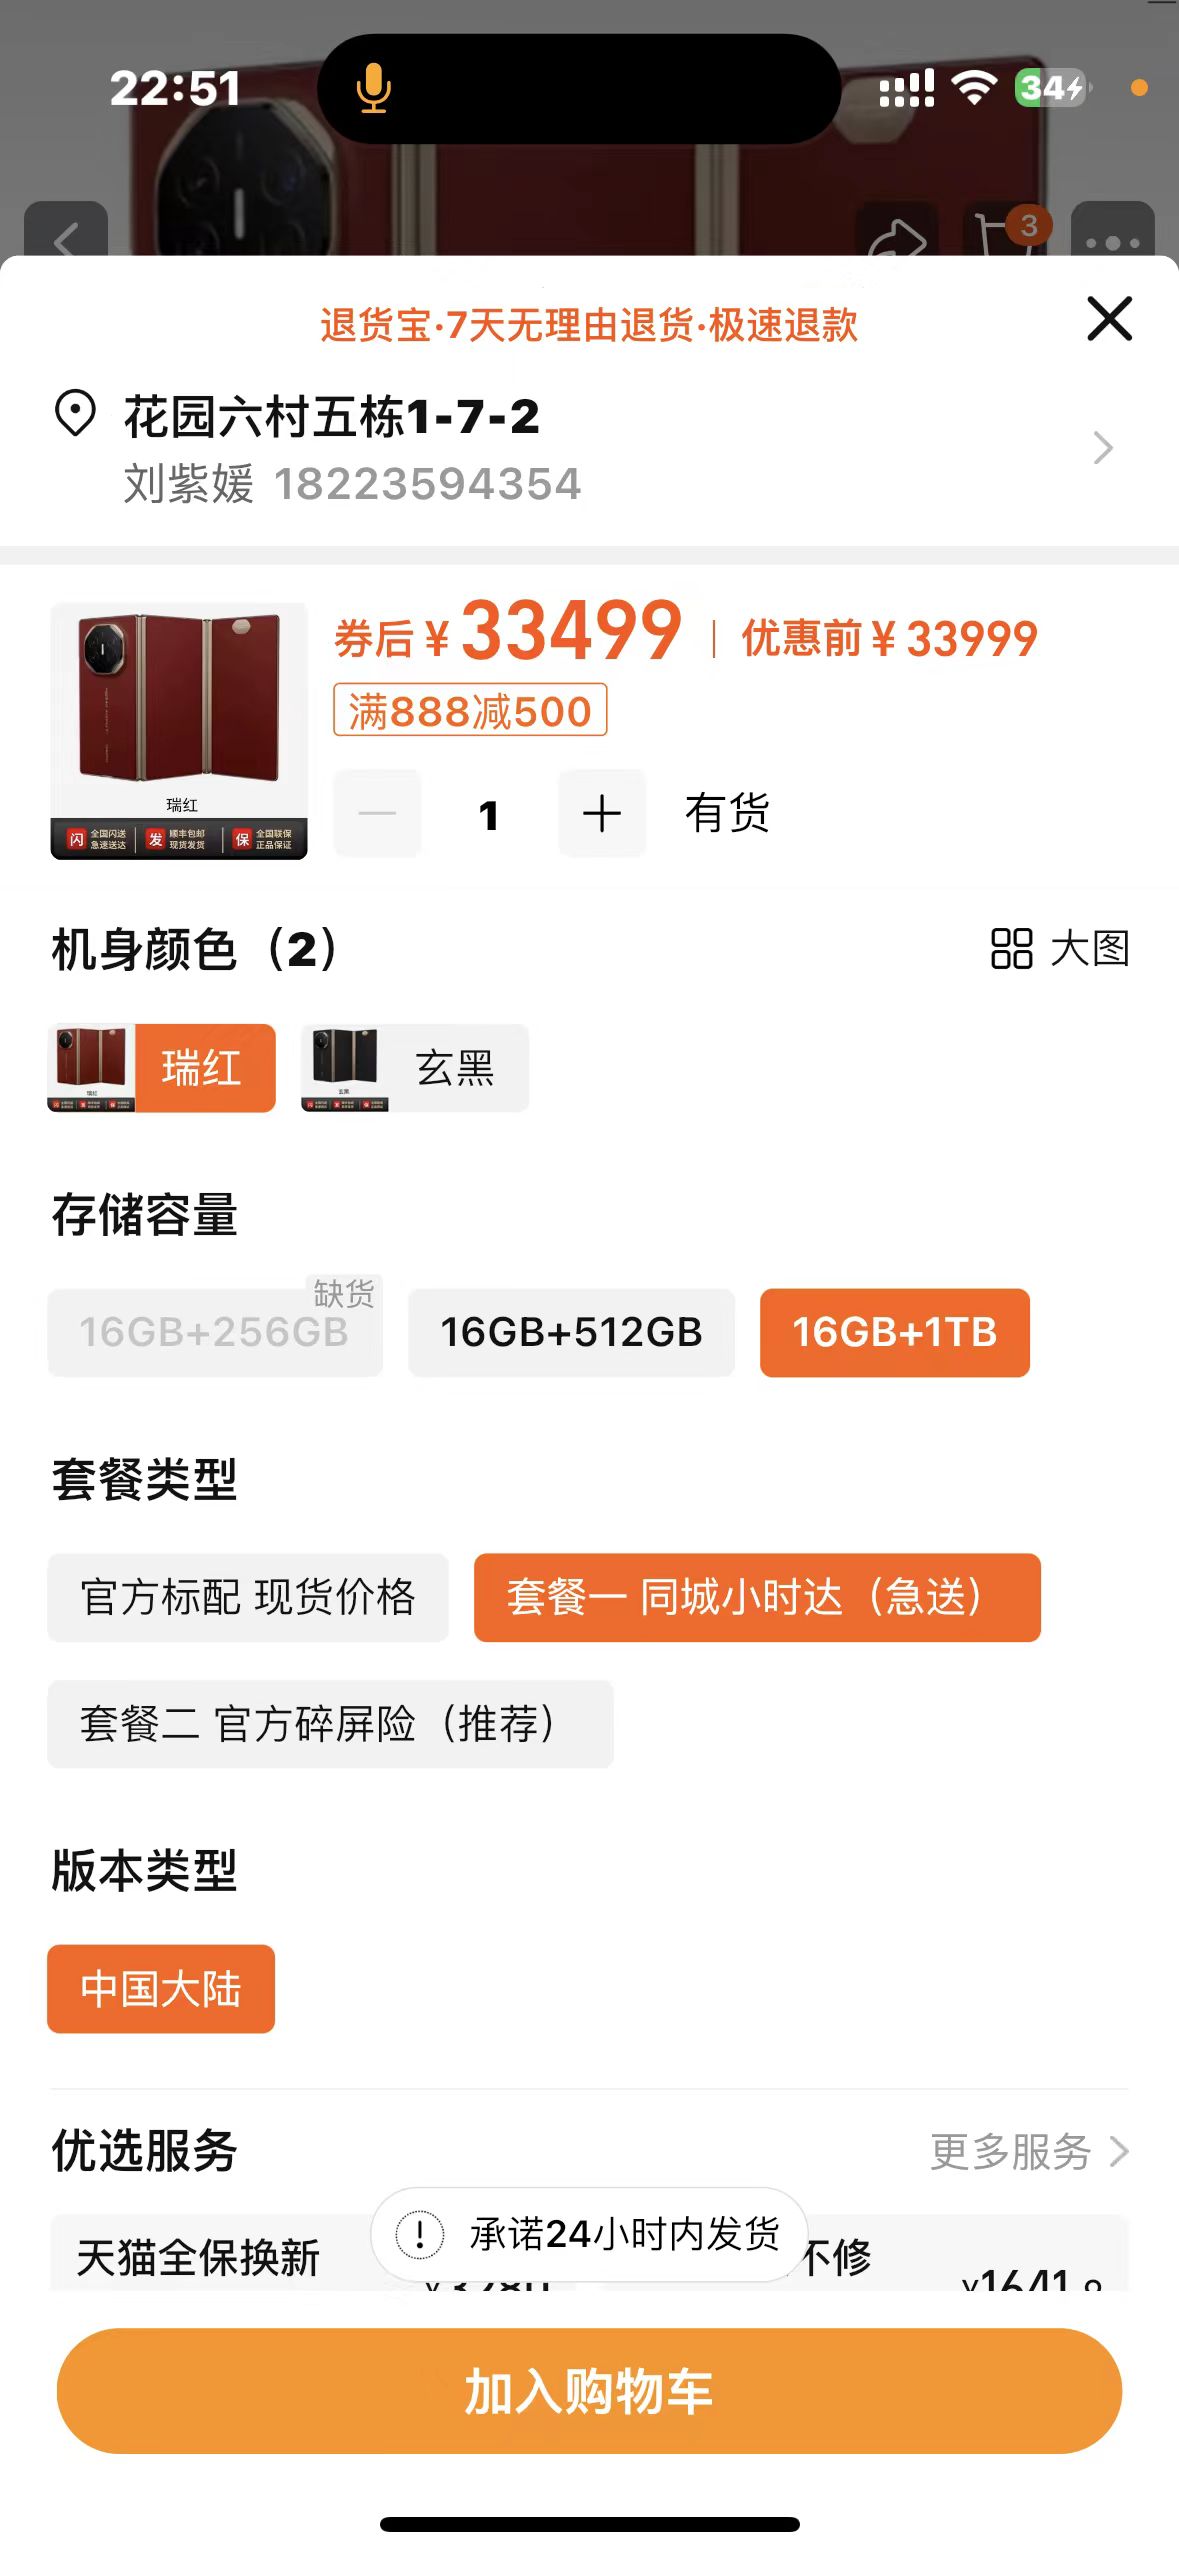 22:51
34
3
退货宝·7天无理由退货·极速退款
花园六村五栋1-7-2
刘紫媛 18223594354
券后¥33499 | 优惠前¥33999
满888减500
瑞红
闪 全国闪送 急速送达 发 顺丰包邮 现货发货 保 全国联保 正品保证
1 有货
机身颜色（2） 大图
瑞红 玄黑
存储容量
缺货
16GB+256GB 16GB+512GB 16GB+1TB
套餐类型
官方标配 现货价格 套餐一 同城小时达（急送）
套餐二 官方碎屏险（推荐）
版本类型
中国大陆
优选服务 更多服务
承诺24小时内发货
天猫全保换新 不修
加入购物车